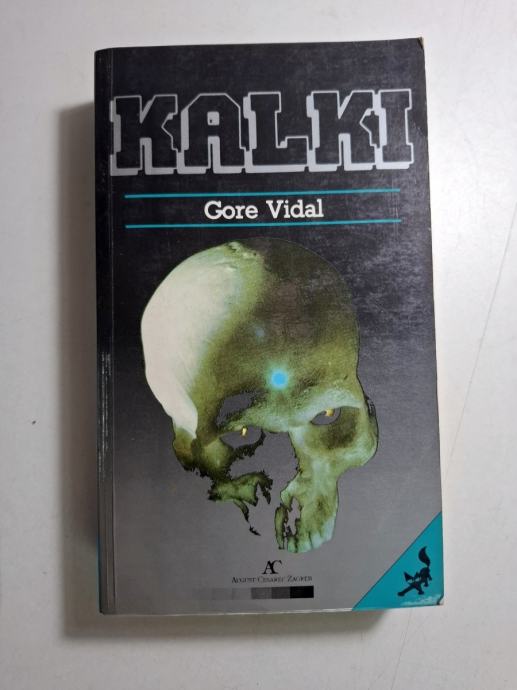 KALKI
Gore Vidal
AC
AUGUST CESAREC ZAGREB